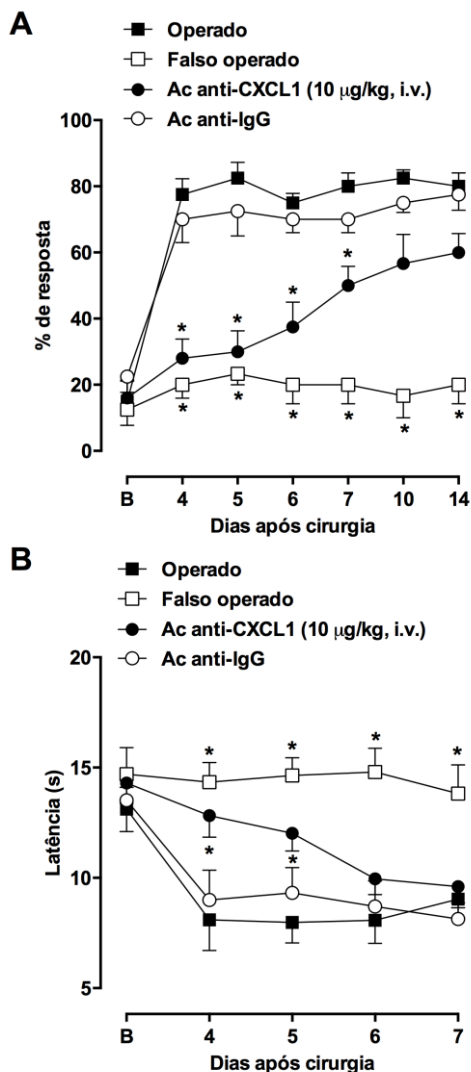 A
Operado
Falso operado
Ac anti-CXCL1 (10 μg/kg, i.v.)
Ac anti-IgG
% de resposta
100
80
60
40
20
0
* * * *
* * * * * *
B 4 5 6 7 10 14
Dias após cirurgia
B
Operado
Falso operado
Ac anti-CXCL1 (10 μg/kg, i.v.)
Ac anti-IgG
Latência (s)
20
15
10
5
* * * *
* *
B 4 5 6 7
Dias após cirurgia